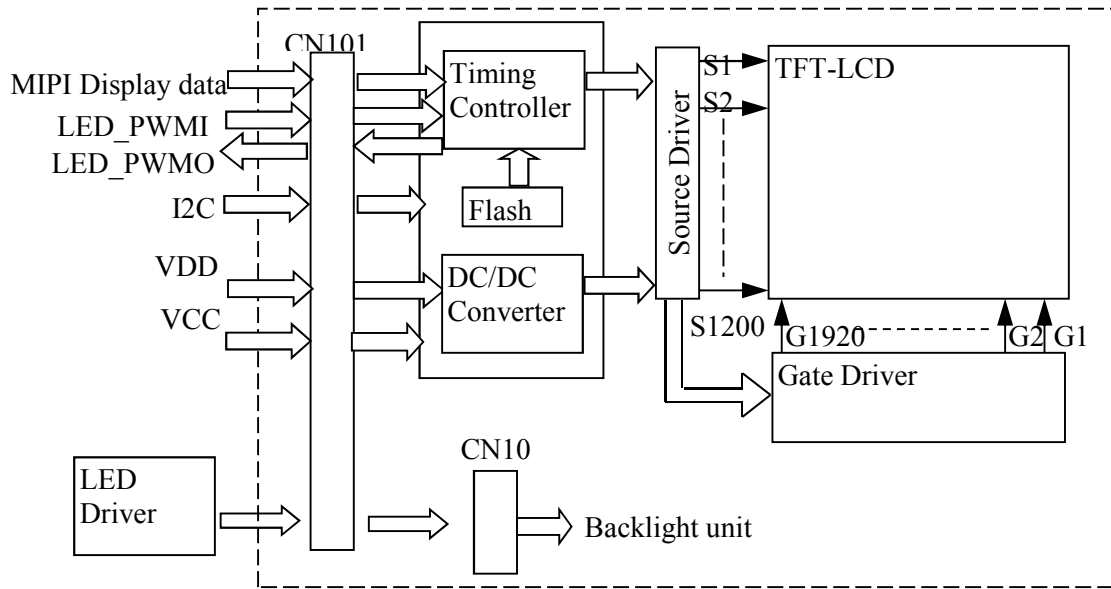 CN101
MIPI Display data
LED_PWMI
LED_PWMO
I2C
VDD
VCC
LED
Driver
Timing
Controller
Flash
DC/DC
Converter
CN10
Backlight unit
Source Driver
S1
S2
S1200
TFT-LCD
G1920
G2
G1
Gate Driver